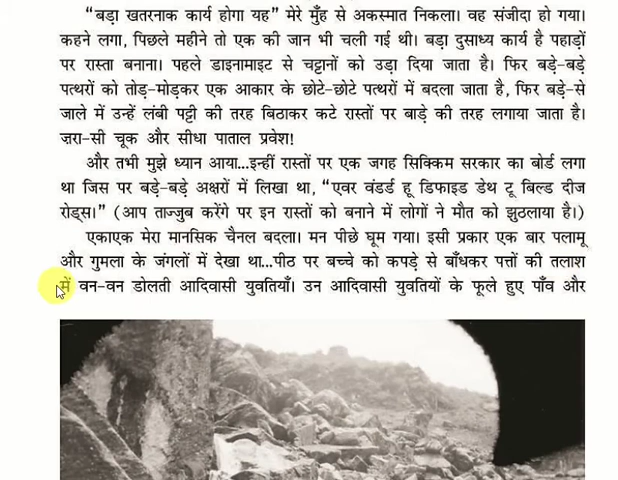 “बड़ा खतरनाक कार्य होगा यह” मेरे मुँह से अकस्मात निकला। वह संजीदा हो गया।
कहने लगा, पिछले महीने तो एक की जान भी चली गई थी। बड़ा दुसाध्य कार्य है पहाड़ों
पर रास्ता बनाना। पहले डाइनामाइट से चट्टानों को उड़ा दिया जाता है। फिर बड़े-बड़े
पत्थरों को तोड़-मोड़कर एक आकार के छोटे-छोटे पत्थरों में बदला जाता है, फिर बड़े-से
जाले में उन्हें लंबी पट्टी की तरह बिठाकर कटे रास्तों पर बाड़े की तरह लगाया जाता है।
ज़रा-सी चूक और सीधा पाताल प्रवेश!
और तभी मुझे ध्यान आया...इन्हीं रास्तों पर एक जगह सिक्किम सरकार का बोर्ड लगा
था जिस पर बड़े-बड़े अक्षरों में लिखा था, “एवर वंडर्ड हू डिफाइड डेथ टू बिल्ड दीज
रोड्स।” (आप ताज्जुब करेंगे पर इन रास्तों को बनाने में लोगों ने मौत को झुठलाया है।)
एकाएक मेरा मानसिक चैनल बदला। मन पीछे घूम गया। इसी प्रकार एक बार पलामू
और गुमला के जंगलों में देखा था...पीठ पर बच्चे को कपड़े से बाँधकर पत्तों की तलाश
में वन-वन डोलती आदिवासी युवतियाँ। उन आदिवासी युवतियों के फूले हुए पाँव और